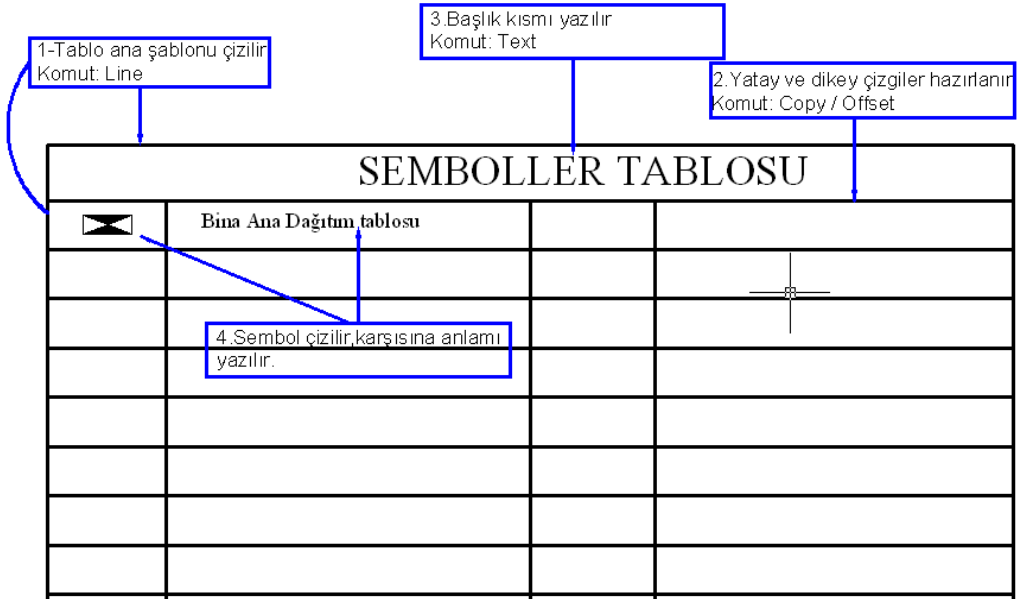 3.Başlık kısmı yazılır
Komut: Text
1-Tablo ana şablonu çizilir
Komut: Line
2.Yatay ve dikey çizgiler hazırlanır
Komut: Copy / Offset
SEMBOLLER TABLOSU
Bina Ana Dağıtım tablosu
4.Sembol çizilir,karşısına anlamı
yazılır.